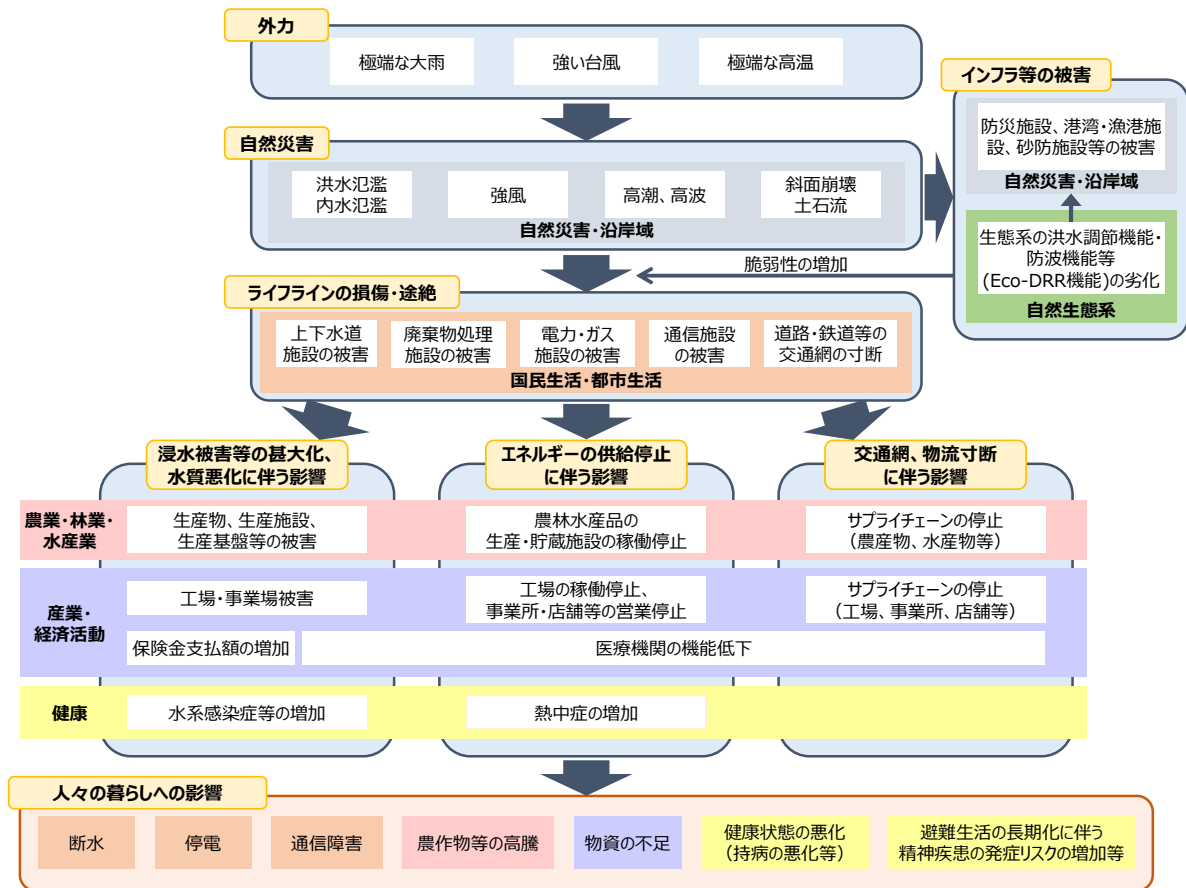 外力
極端な大雨
強い台風
極端な高温
インフラ等の被害
防災施設、港湾・漁港施
設、砂防施設等の被害
自然災害・沿岸域
生態系の洪水調節機能・
防波機能等
(Eco-DRR機能)の劣化
自然生態系
自然災害
洪水氾濫
内水氾濫
強風
高潮、高波
斜面崩壊
土石流
自然災害・沿岸域
脆弱性の増加
ライフラインの損傷・途絶
上下水道
施設の被害
廃棄物処理
施設の被害
電力・ガス
施設の被害
通信施設
の被害
道路・鉄道等の
交通網の寸断
国民生活・都市生活
浸水被害等の甚大化、
水質悪化に伴う影響
エネルギーの供給停止
に伴う影響
交通網、物流寸断
に伴う影響
農業・林業・
水産業
生産物、生産施設、
生産基盤等の被害
農林水産品の
生産・貯蔵施設の稼働停止
サプライチェーンの停止
（農産物、水産物等）
産業・
経済活動
工場・事業場被害
工場の稼働停止、
事業所・店舗等の営業停止
サプライチェーンの停止
（工場、事業所、店舗等）
保険金支払額の増加
医療機関の機能低下
健康
水系感染症等の増加
熱中症の増加
人々の暮らしへの影響
断水
停電
通信障害
農作物等の高騰
物資の不足
健康状態の悪化
（持病の悪化等）
避難生活の長期化に伴う
精神疾患の発症リスクの増加等